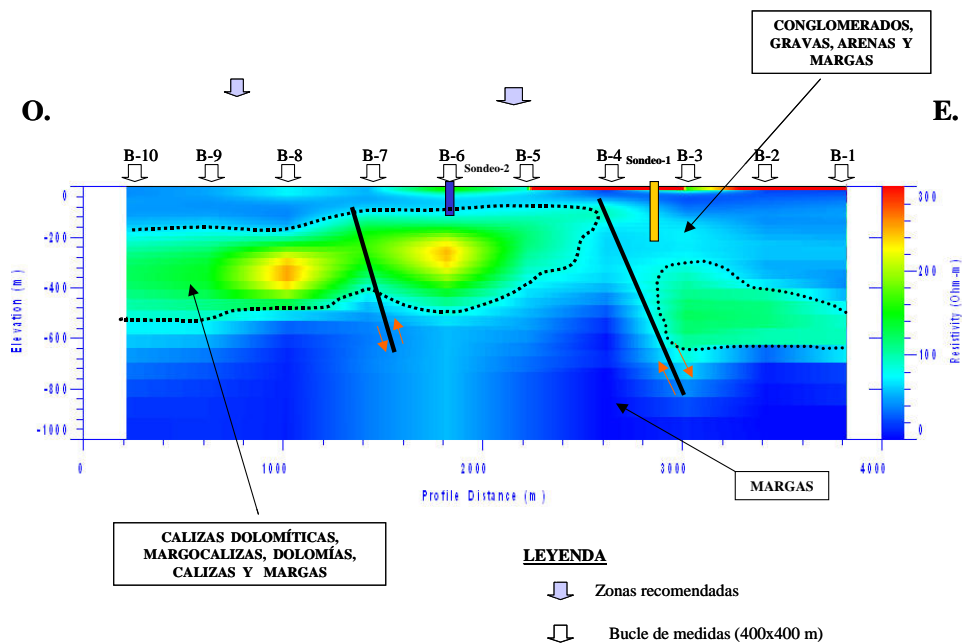 CONGLOMERADOS,
GRAVAS, ARENAS Y
MARGAS
O.
E.
B-10 B-9 B-8 B-7 B-6 B-5 B-4 Sondeo-1 B-3 B-2 B-1
Sondeo-2
0
-200
-400
-600
-800
-1000
Elevation (m)
300
200
100
0
Resistivity (Ohm-m)
0 1000 2000 3000 4000
Profile Distance (m)
MARGAS
CALIZAS DOLOMÍTICAS,
MARGOCALIZAS, DOLOMÍAS,
CALIZAS Y MARGAS
LEYENDA
Zonas recomendadas
Bucle de medidas (400x400 m)